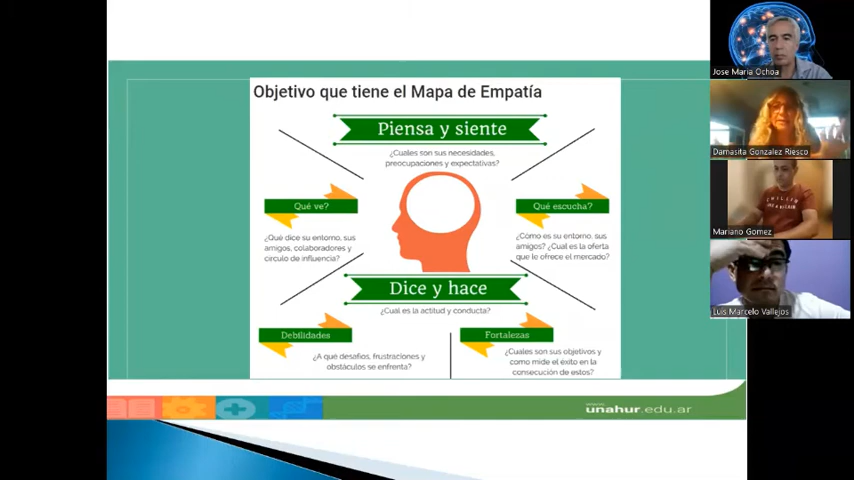 Objetivo que tiene el Mapa de Empatía
Piensa y siente
¿Cuales son sus necesidades,
preocupaciones y expectativas?
Qué ve?
¿Qué dice su entorno, sus
amigos, colaboradores y
circulo de influencia?
Qué escucha?
¿Cómo es su entorno, sus
amigos? ¿Cual es la oferta
que le ofrece el mercado?
Dice y hace
¿Cual es la actitud y conducta?
Debilidades
¿A qué desafios, frustraciones y
obstáculos se enfrenta?
Fortalezas
¿Cuales son sus objetivos y
como mide el éxito en la
consecución de estos?
unahur.edu.ar
Jose Maria Ochoa
Damasita Gonzalez Riesco
Mariano Gomez
Luis Marcelo Vallejos